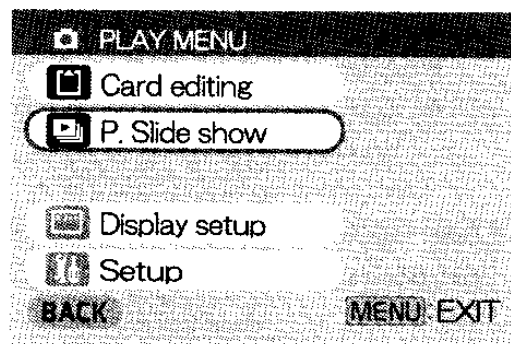 PLAY MENU
Card editing
P. Slide show
Display setup
Setup
BACK MENU: EXIT